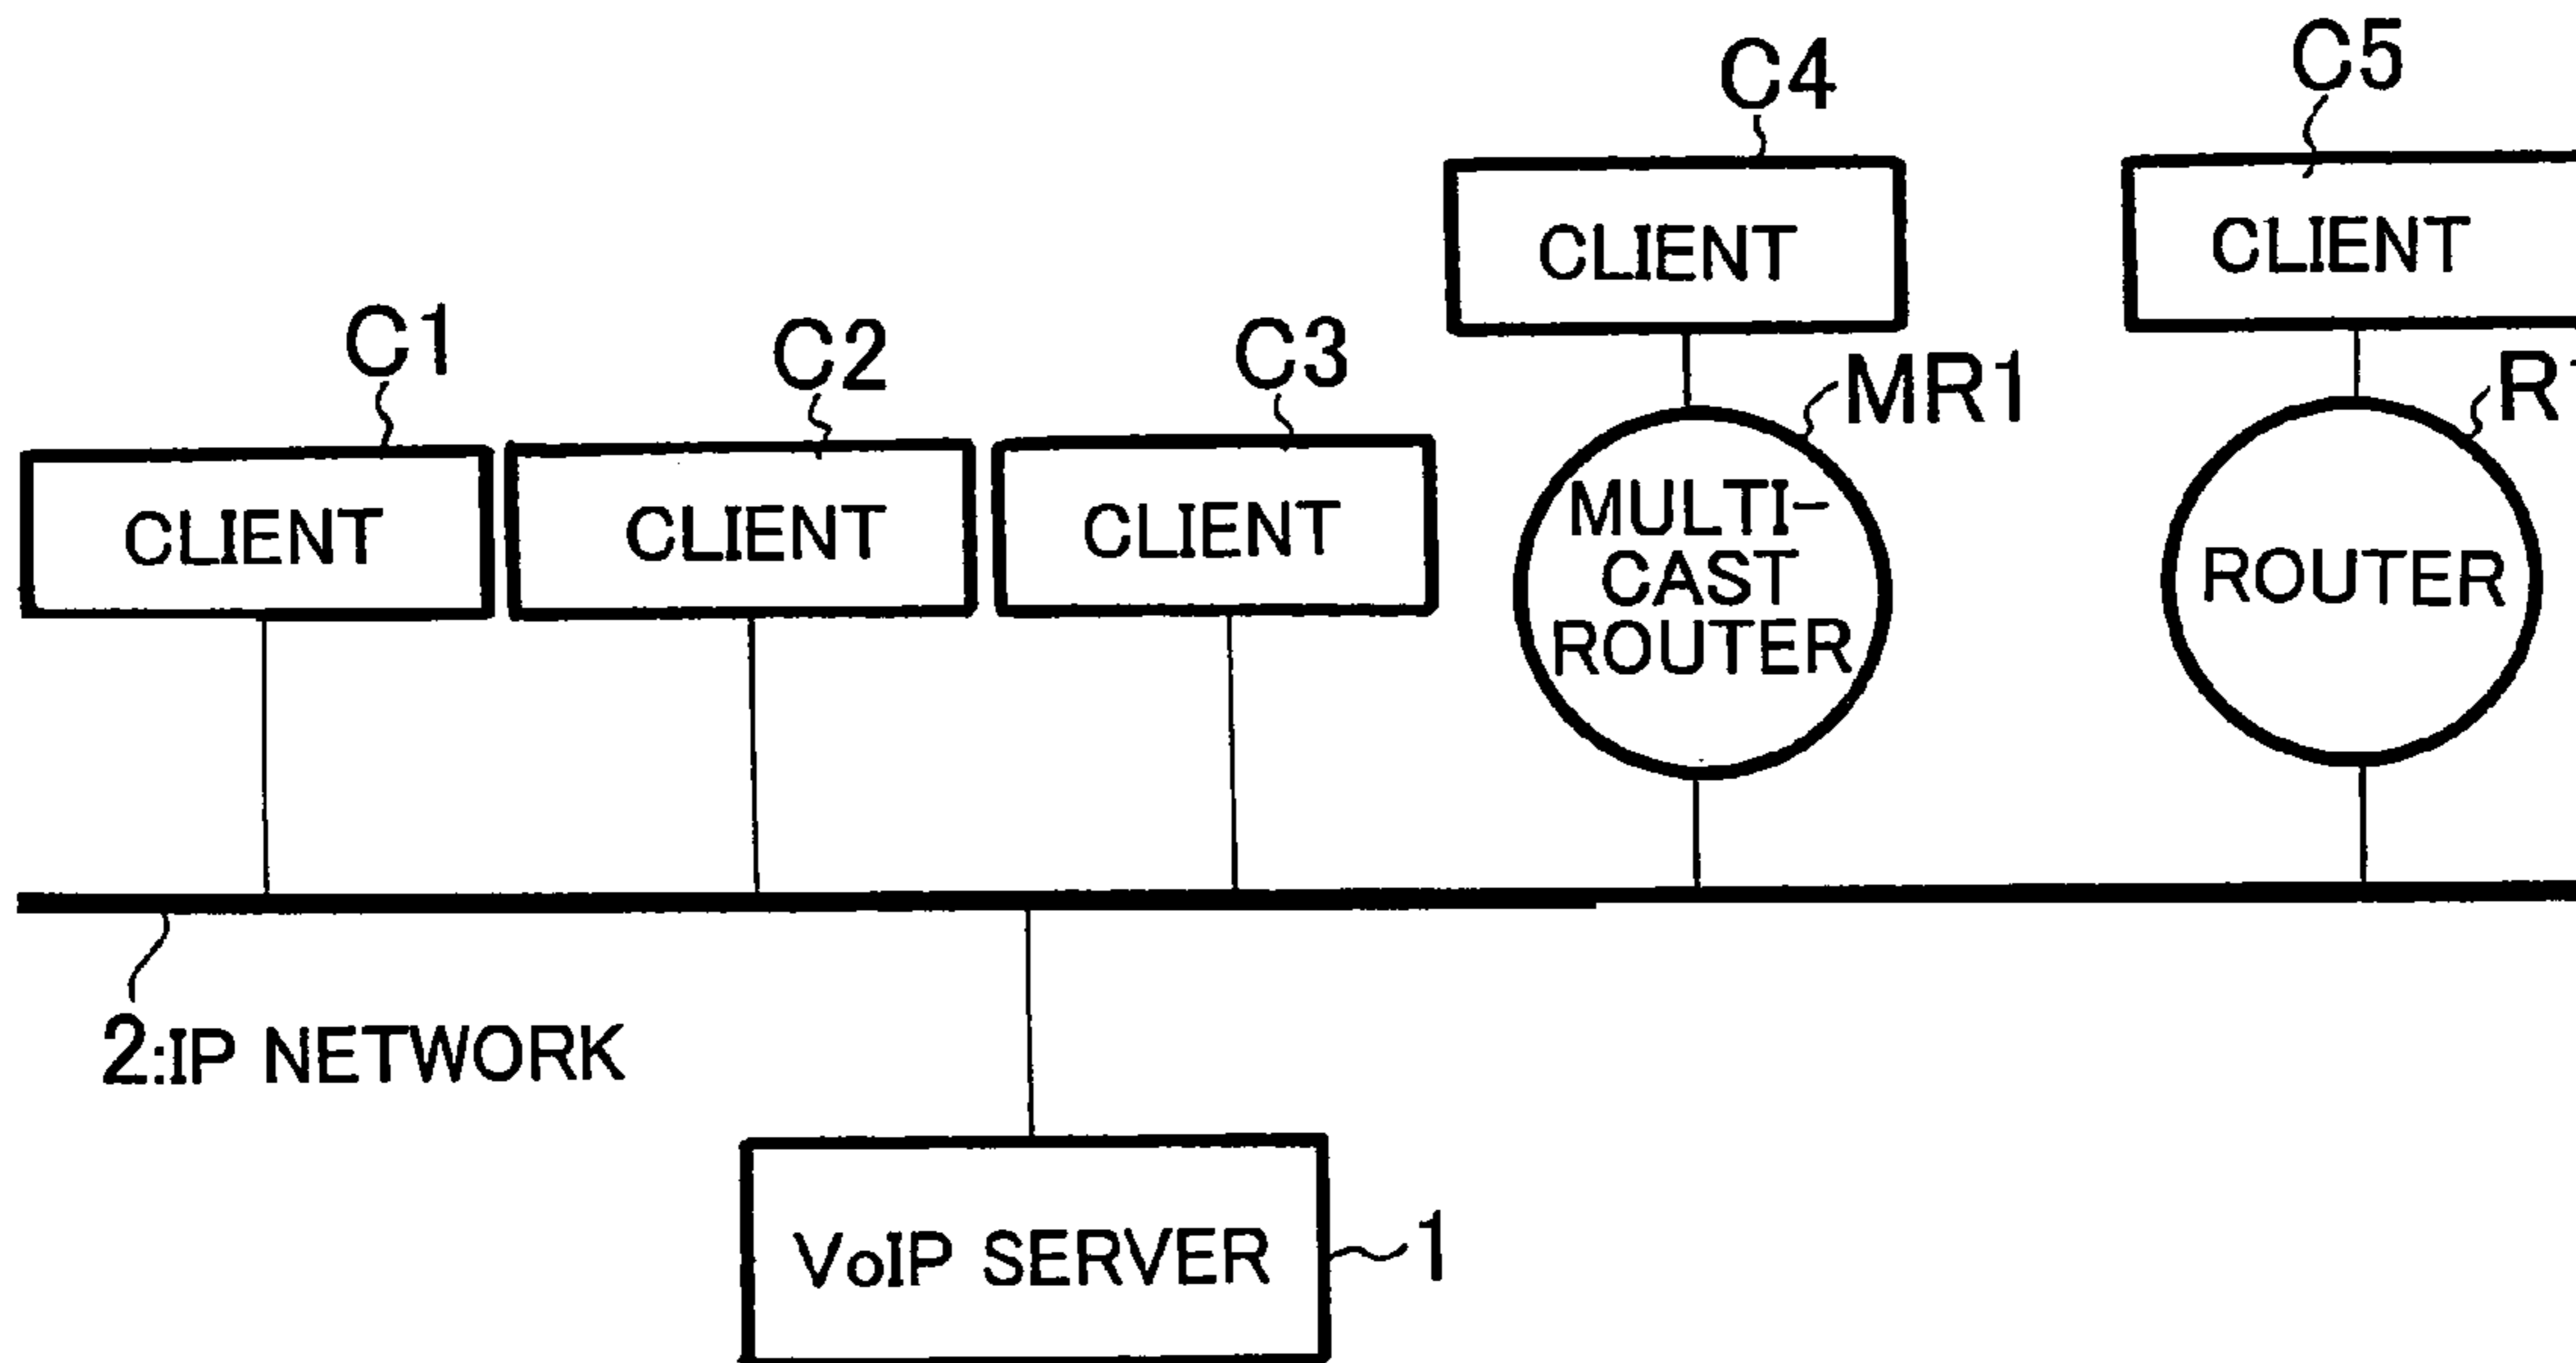 C4
C5
CLIENT
CLIENT
C1
C2
C3
MR1
R1
CLIENT
CLIENT
CLIENT
MULTI-
CAST
ROUTER
ROUTER
2:IP NETWORK
VoIP SERVER
1